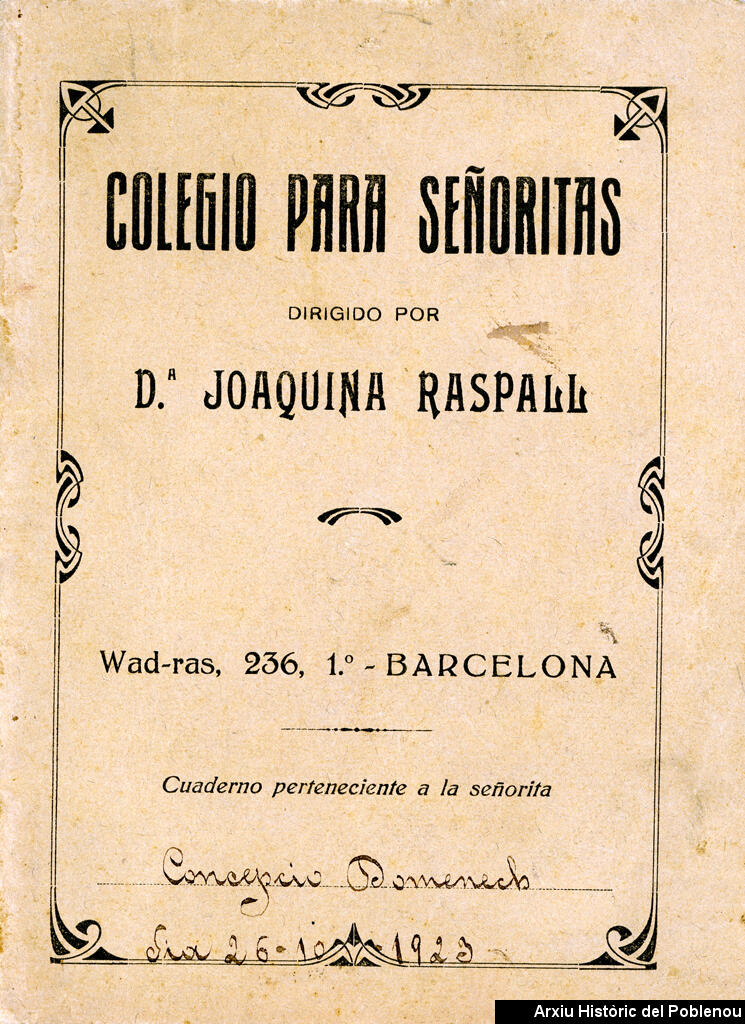 COLEGIO PARA SEÑORITAS
DIRIGIDO POR
D.ª JOAQUINA RASPALL
Wad-ras, 236, 1.º - BARCELONA
Cuaderno perteneciente a la señorita
Concepcio Domenech
Dia 26-10-1923
Arxiu Històric del Poblenou